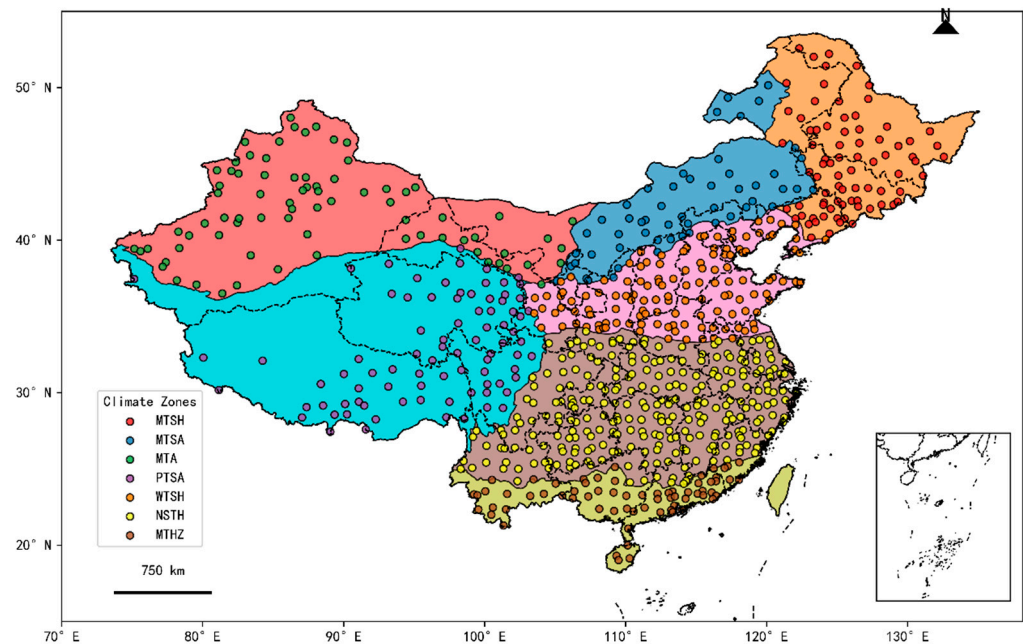 N
50° N
40° N
30° N
20° N
Climate Zones
MTSH
MTSA
MTA
PTSA
WTSH
NSTH
MTHZ
750 km
70° E
80° E
90° E
100° E
110° E
120° E
130° E